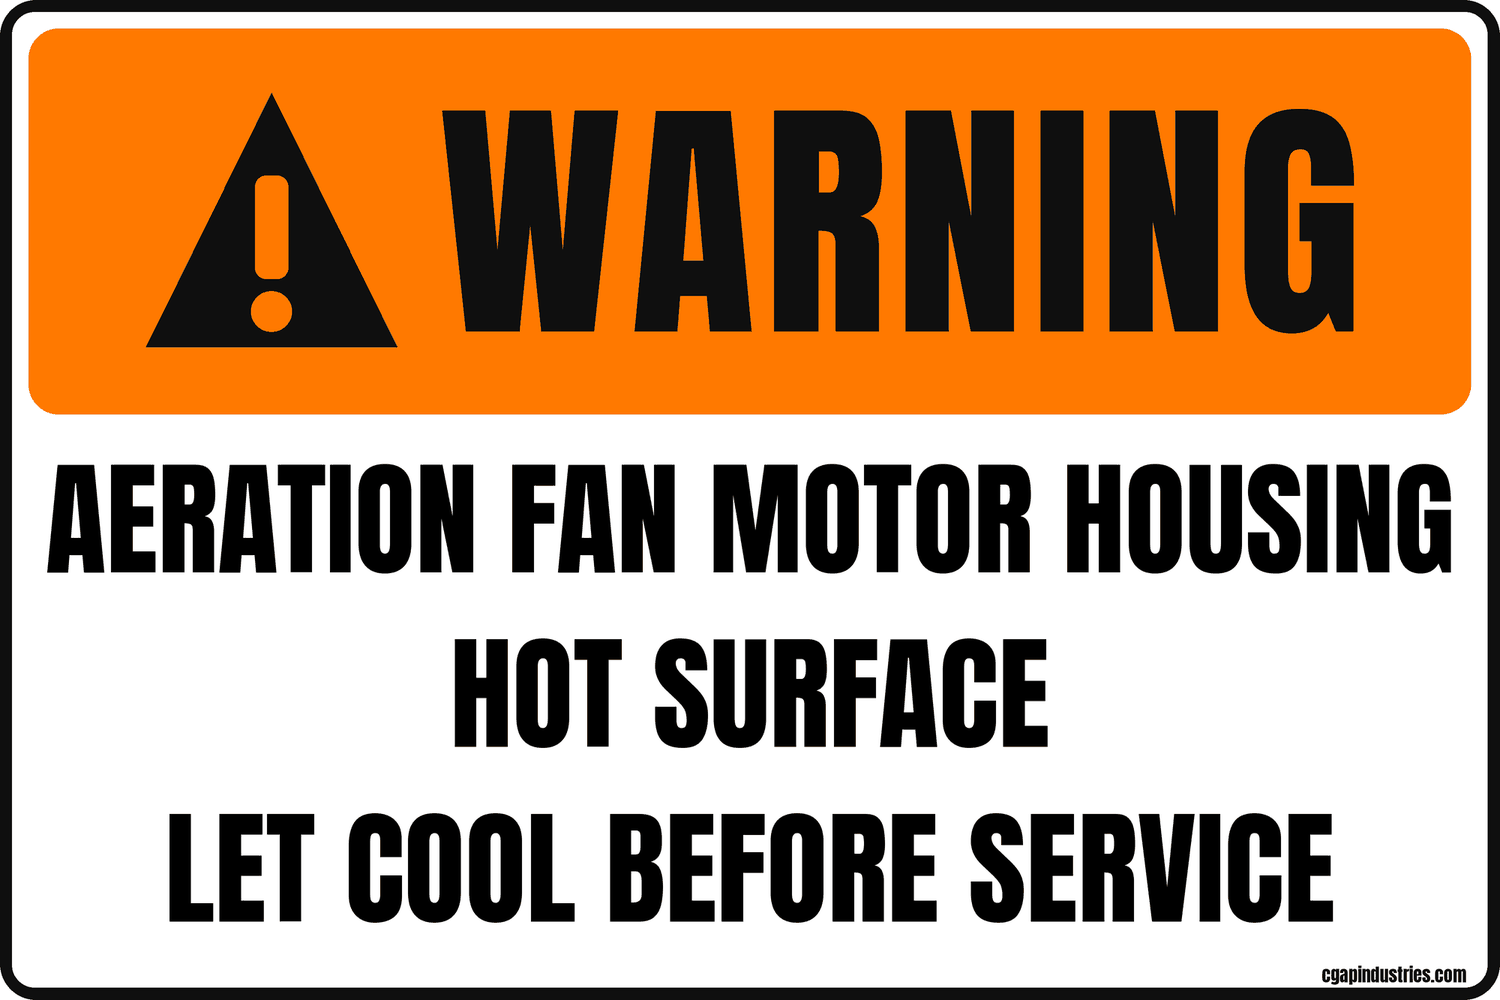 WARNING
AERATION FAN MOTOR HOUSING
HOT SURFACE
LET COOL BEFORE SERVICE
cgapindustries.com